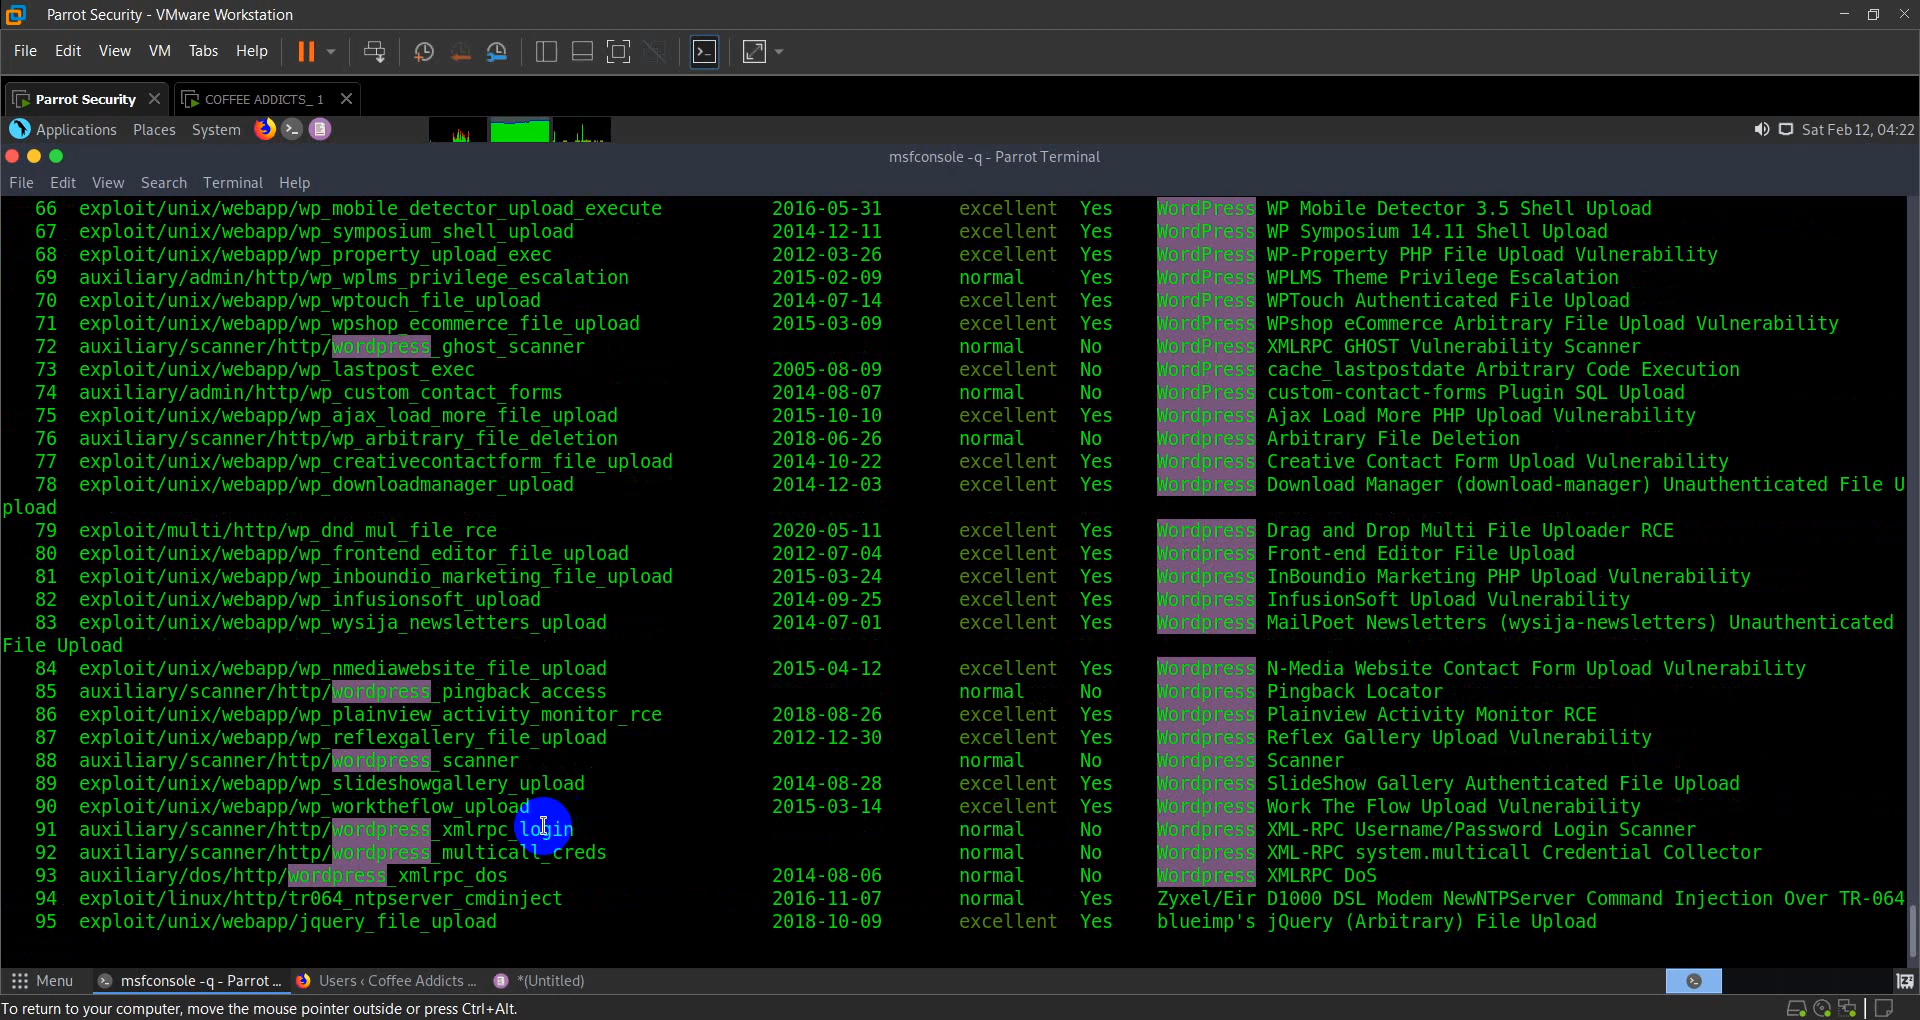 Parrot Security - VMware Workstation
File Edit View VM Tabs Help
Parrot Security COFFEE ADDICTS_ 1
Applications Places System Sat Feb 12, 04:22
msfconsole -q - Parrot Terminal
File Edit View Search Terminal Help
66 exploit/unix/webapp/wp_mobile_detector_upload_execute 2016-05-31 excellent Yes WordPress WP Mobile Detector 3.5 Shell Upload
67 exploit/unix/webapp/wp_symposium_shell_upload 2014-12-11 excellent Yes WordPress WP Symposium 14.11 Shell Upload
68 exploit/unix/webapp/wp_property_upload_exec 2012-03-26 excellent Yes WordPress WP-Property PHP File Upload Vulnerability
69 auxiliary/admin/http/wp_wplms_privilege_escalation 2015-02-09 normal Yes WordPress WPLMS Theme Privilege Escalation
70 exploit/unix/webapp/wp_wptouch_file_upload 2014-07-14 excellent Yes WordPress WPTouch Authenticated File Upload
71 exploit/unix/webapp/wp_wpshop_ecommerce_file_upload 2015-03-09 excellent Yes WordPress WPshop eCommerce Arbitrary File Upload Vulnerability
72 auxiliary/scanner/http/wordpress_ghost_scanner normal No WordPress XMLRPC GHOST Vulnerability Scanner
73 exploit/unix/webapp/wp_lastpost_exec 2005-08-09 excellent No WordPress cache_lastpostdate Arbitrary Code Execution
74 auxiliary/admin/http/wp_custom_contact_forms 2014-08-07 normal No WordPress custom-contact-forms Plugin SQL Upload
75 exploit/unix/webapp/wp_ajax_load_more_file_upload 2015-10-10 excellent Yes Wordpress Ajax Load More PHP Upload Vulnerability
76 auxiliary/scanner/http/wp_arbitrary_file_deletion 2018-06-26 normal No Wordpress Arbitrary File Deletion
77 exploit/unix/webapp/wp_creativecontactform_file_upload 2014-10-22 excellent Yes Wordpress Creative Contact Form Upload Vulnerability
78 exploit/unix/webapp/wp_downloadmanager_upload 2014-12-03 excellent Yes Wordpress Download Manager (download-manager) Unauthenticated File U
pload
79 exploit/multi/http/wp_dnd_mul_file_rce 2020-05-11 excellent Yes Wordpress Drag and Drop Multi File Uploader RCE
80 exploit/unix/webapp/wp_frontend_editor_file_upload 2012-07-04 excellent Yes Wordpress Front-end Editor File Upload
81 exploit/unix/webapp/wp_inboundio_marketing_file_upload 2015-03-24 excellent Yes Wordpress InBoundio Marketing PHP Upload Vulnerability
82 exploit/unix/webapp/wp_infusionsoft_upload 2014-09-25 excellent Yes Wordpress InfusionSoft Upload Vulnerability
83 exploit/unix/webapp/wp_wysija_newsletters_upload 2014-07-01 excellent Yes Wordpress MailPoet Newsletters (wysija-newsletters) Unauthenticated
File Upload
84 exploit/unix/webapp/wp_nmediawebsite_file_upload 2015-04-12 excellent Yes Wordpress N-Media Website Contact Form Upload Vulnerability
85 auxiliary/scanner/http/wordpress_pingback_access normal No Wordpress Pingback Locator
86 exploit/unix/webapp/wp_plainview_activity_monitor_rce 2018-08-26 excellent Yes Wordpress Plainview Activity Monitor RCE
87 exploit/unix/webapp/wp_reflexgallery_file_upload 2012-12-30 excellent Yes Wordpress Reflex Gallery Upload Vulnerability
88 auxiliary/scanner/http/wordpress_scanner normal No Wordpress Scanner
89 exploit/unix/webapp/wp_slideshowgallery_upload 2014-08-28 excellent Yes Wordpress SlideShow Gallery Authenticated File Upload
90 exploit/unix/webapp/wp_worktheflow_upload 2015-03-14 excellent Yes Wordpress Work The Flow Upload Vulnerability
91 auxiliary/scanner/http/wordpress_xmlrpc_login normal No Wordpress XML-RPC Username/Password Login Scanner
92 auxiliary/scanner/http/wordpress_multicall_creds normal No Wordpress XML-RPC system.multicall Credential Collector
93 auxiliary/dos/http/wordpress_xmlrpc_dos 2014-08-06 normal No Wordpress XMLRPC DoS
94 exploit/linux/http/tr064_ntpserver_cmdinject 2016-11-07 normal Yes Zyxel/Eir D1000 DSL Modem NewNTPServer Command Injection Over TR-064
95 exploit/unix/webapp/jquery_file_upload 2018-10-09 excellent Yes blueimp's jQuery (Arbitrary) File Upload
Menu msfconsole -q - Parrot ... Users ‹ Coffee Addicts ... *(Untitled)
To return to your computer, move the mouse pointer outside or press Ctrl+Alt.